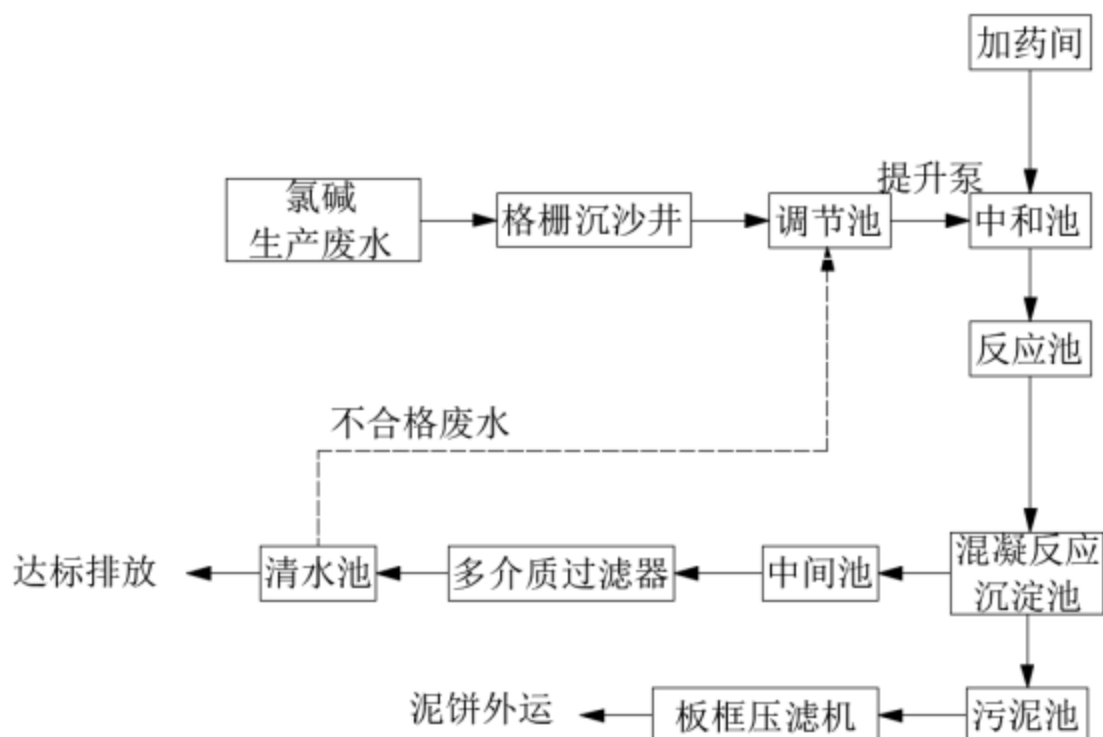 加药间
提升泵
氯碱
生产废水
格栅沉沙井
调节池
中和池
反应池
不合格废水
达标排放
清水池
多介质过滤器
中间池
混凝反应
沉淀池
泥饼外运
板框压滤机
污泥池